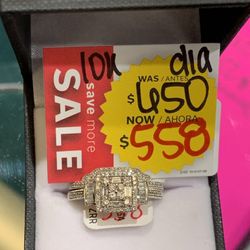 10K dia
SALE
save more
WAS / ANTES
$650
NOW / AHORA
$558